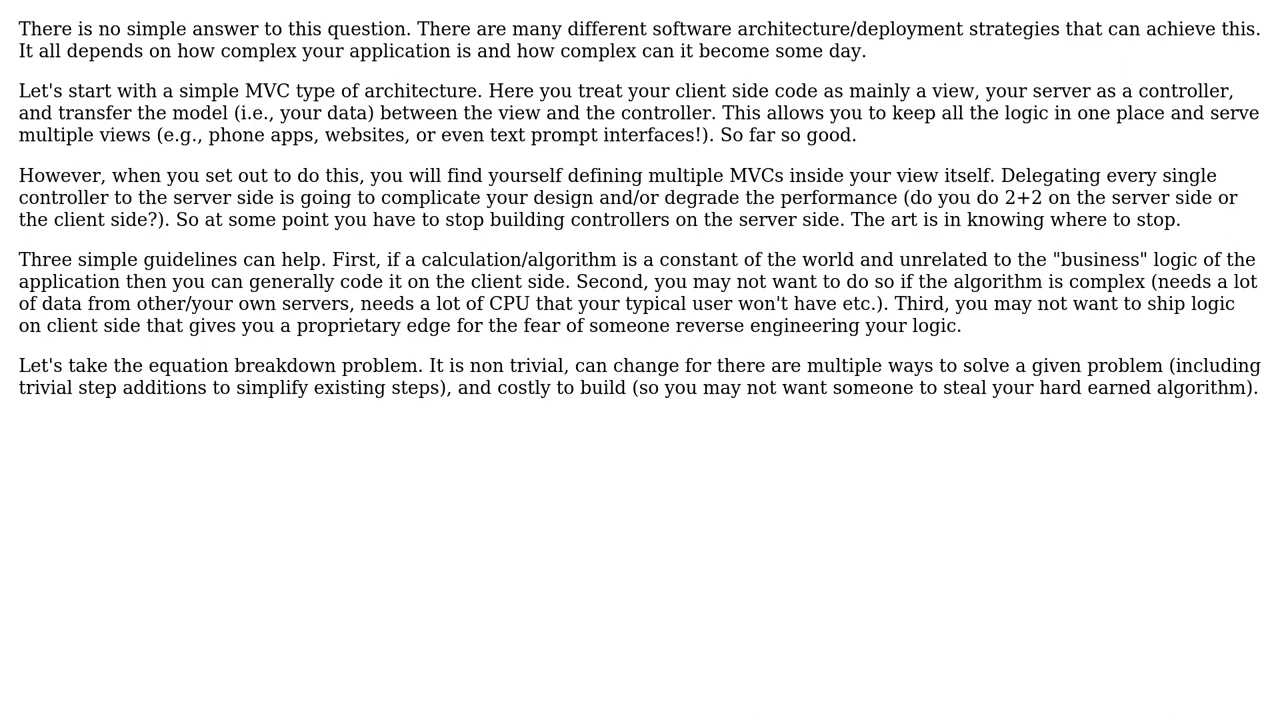 There is no simple answer to this question. There are many different software architecture/deployment strategies that can achieve this.
It all depends on how complex your application is and how complex can it become some day.
Let's start with a simple MVC type of architecture. Here you treat your client side code as mainly a view, your server as a controller,
and transfer the model (i.e., your data) between the view and the controller. This allows you to keep all the logic in one place and serve
multiple views (e.g., phone apps, websites, or even text prompt interfaces!). So far so good.
However, when you set out to do this, you will find yourself defining multiple MVCs inside your view itself. Delegating every single
controller to the server side is going to complicate your design and/or degrade the performance (do you do 2+2 on the server side or
the client side?). So at some point you have to stop building controllers on the server side. The art is in knowing where to stop.
Three simple guidelines can help. First, if a calculation/algorithm is a constant of the world and unrelated to the "business" logic of the
application then you can generally code it on the client side. Second, you may not want to do so if the algorithm is complex (needs a lot
of data from other/your own servers, needs a lot of CPU that your typical user won't have etc.). Third, you may not want to ship logic
on client side that gives you a proprietary edge for the fear of someone reverse engineering your logic.
Let's take the equation breakdown problem. It is non trivial, can change for there are multiple ways to solve a given problem (including
trivial step additions to simplify existing steps), and costly to build (so you may not want someone to steal your hard earned algorithm).